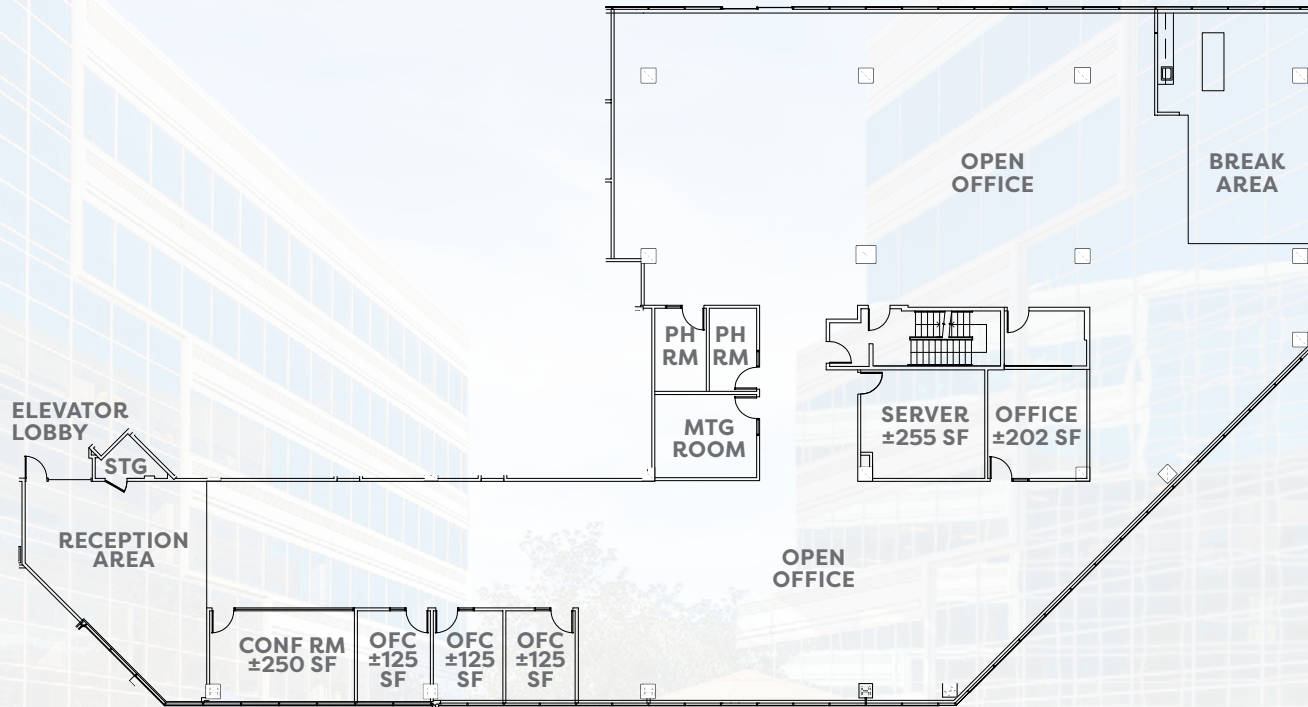 OPEN
OFFICE
BREAK
AREA
PH
RM
PH
RM
MTG
ROOM
SERVER
±255 SF
OFFICE
±202 SF
ELEVATOR
LOBBY
STG
RECEPTION
AREA
OPEN
OFFICE
CONF RM
±250 SF
OFC
±125
SF
OFC
±125
SF
OFC
±125
SF